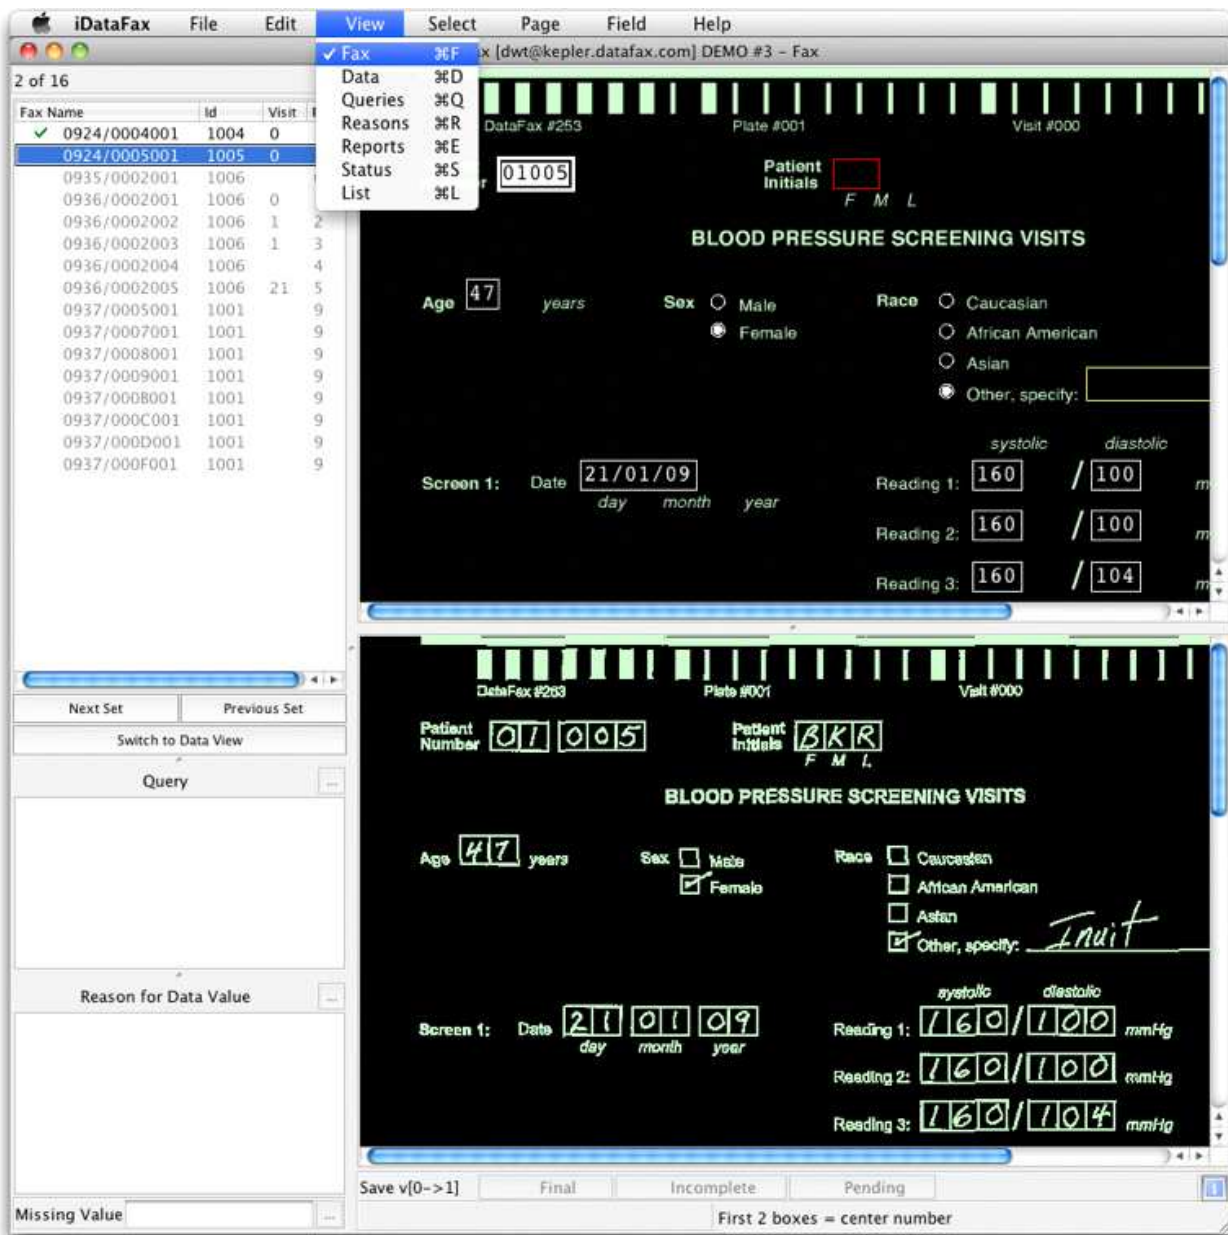 iDataFax File Edit View Select Page Field Help
x [dwt@kepler.datafax.com] DEMO #3 – Fax
✓ Fax ⌘F
Data ⌘D
Queries ⌘Q
Reasons ⌘R
Reports ⌘E
Status ⌘S
List ⌘L
2 of 16
Fax Name Id Visit
✓ 0924/0004001 1004 0
0924/0005001 1005 0
0935/0002001 1006
0936/0002001 1006 0
0936/0002002 1006 1 2
0936/0002003 1006 1 3
0936/0002004 1006 4
0936/0002005 1006 21 5
0937/0005001 1001 9
0937/0007001 1001 9
0937/0008001 1001 9
0937/0009001 1001 9
0937/000B001 1001 9
0937/000C001 1001 9
0937/000D001 1001 9
0937/000F001 1001 9
Next Set Previous Set
Switch to Data View
Query ...
Reason for Data Value ...
Missing Value ...
DataFax #253 Plate #001 Visit #000
r 01005 Patient
Initials
F M L
BLOOD PRESSURE SCREENING VISITS
Age 47 years Sex Male Race Caucasian
Female African American
Asian
Other, specify:
systolic diastolic
Screen 1: Date 21/01/09 Reading 1: 160 / 100 m
day month year
Reading 2: 160 / 100 m
Reading 3: 160 / 104 m
DataFax #253 Plate #001 Visit #000
Patient
Number 01 005 Patient
Initials BKR
F M L
BLOOD PRESSURE SCREENING VISITS
Age 47 years Sex Male Race Caucasian
Female African American
Asian
Other, specify: Inuit
systolic diastolic
Screen 1: Date 21 01 09 Reading 1: 160/100 mmHg
day month year
Reading 2: 160/100 mmHg
Reading 3: 160/104 mmHg
Save v[0->1] Final Incomplete Pending
First 2 boxes = center number